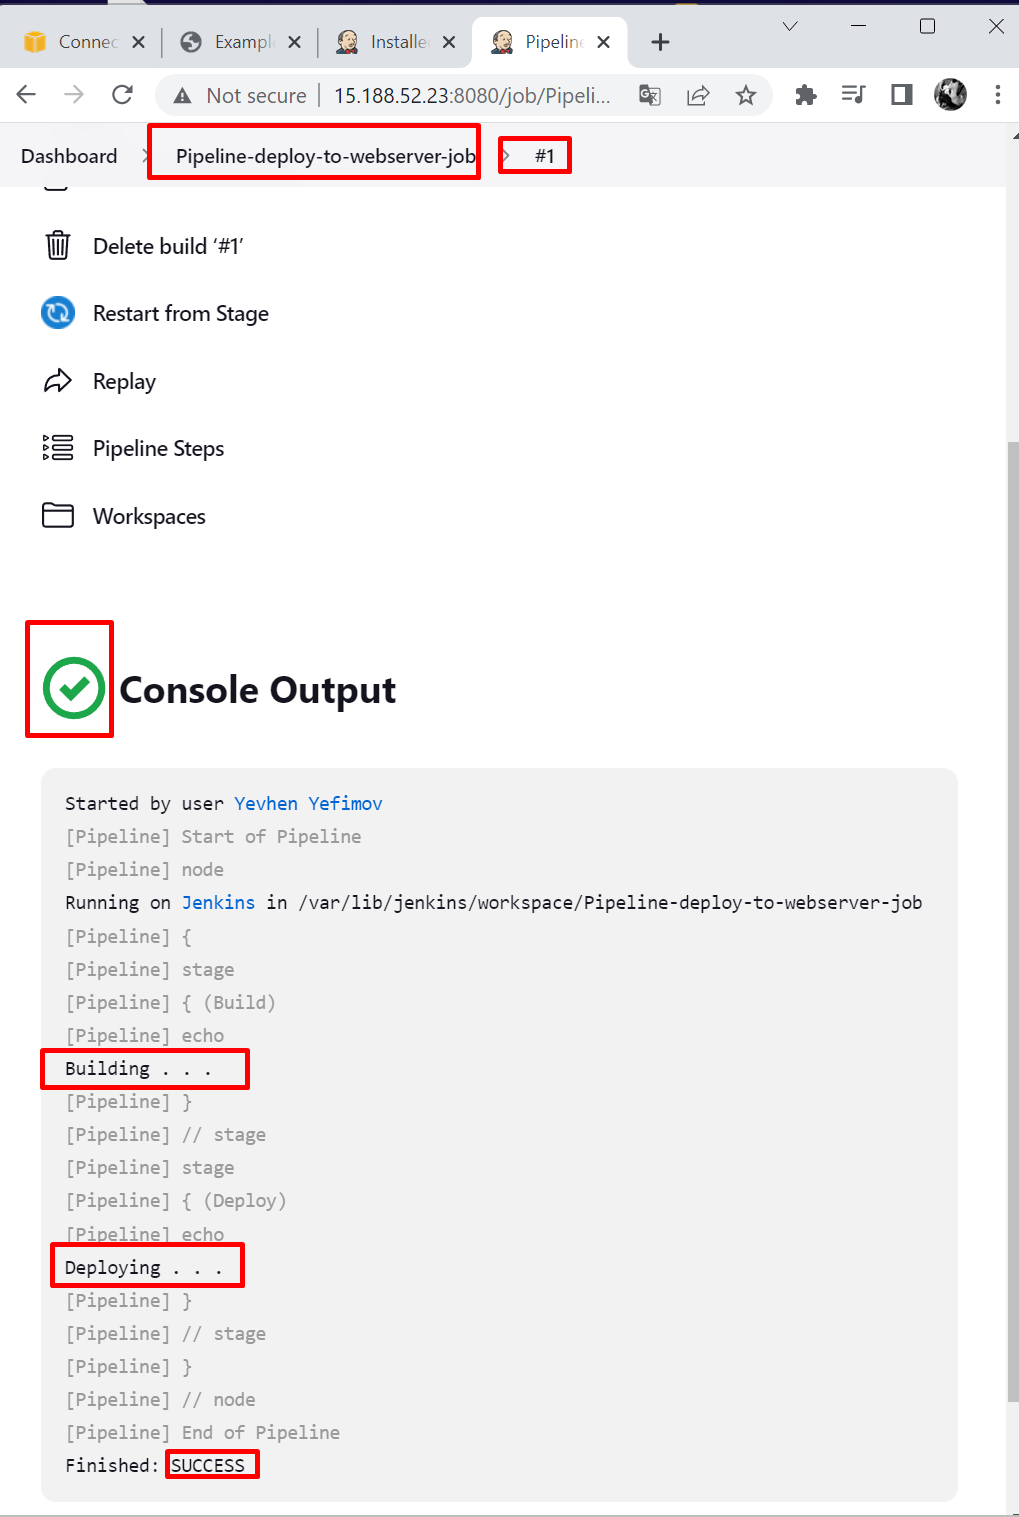 Connec
Exampl
Installe
Pipeline
Not secure
15.188.52.23:8080/job/Pipeli...
Dashboard
Pipeline-deploy-to-webserver-job
#1
Delete build ‘#1’
Restart from Stage
Replay
Pipeline Steps
Workspaces
Console Output
Started by user Yevhen Yefimov
[Pipeline] Start of Pipeline
[Pipeline] node
Running on Jenkins in /var/lib/jenkins/workspace/Pipeline-deploy-to-webserver-job
[Pipeline] {
[Pipeline] stage
[Pipeline] { (Build)
[Pipeline] echo
Building . . .
[Pipeline] }
[Pipeline] // stage
[Pipeline] stage
[Pipeline] { (Deploy)
[Pipeline] echo
Deploying . . .
[Pipeline] }
[Pipeline] // stage
[Pipeline] }
[Pipeline] // node
[Pipeline] End of Pipeline
Finished: SUCCESS